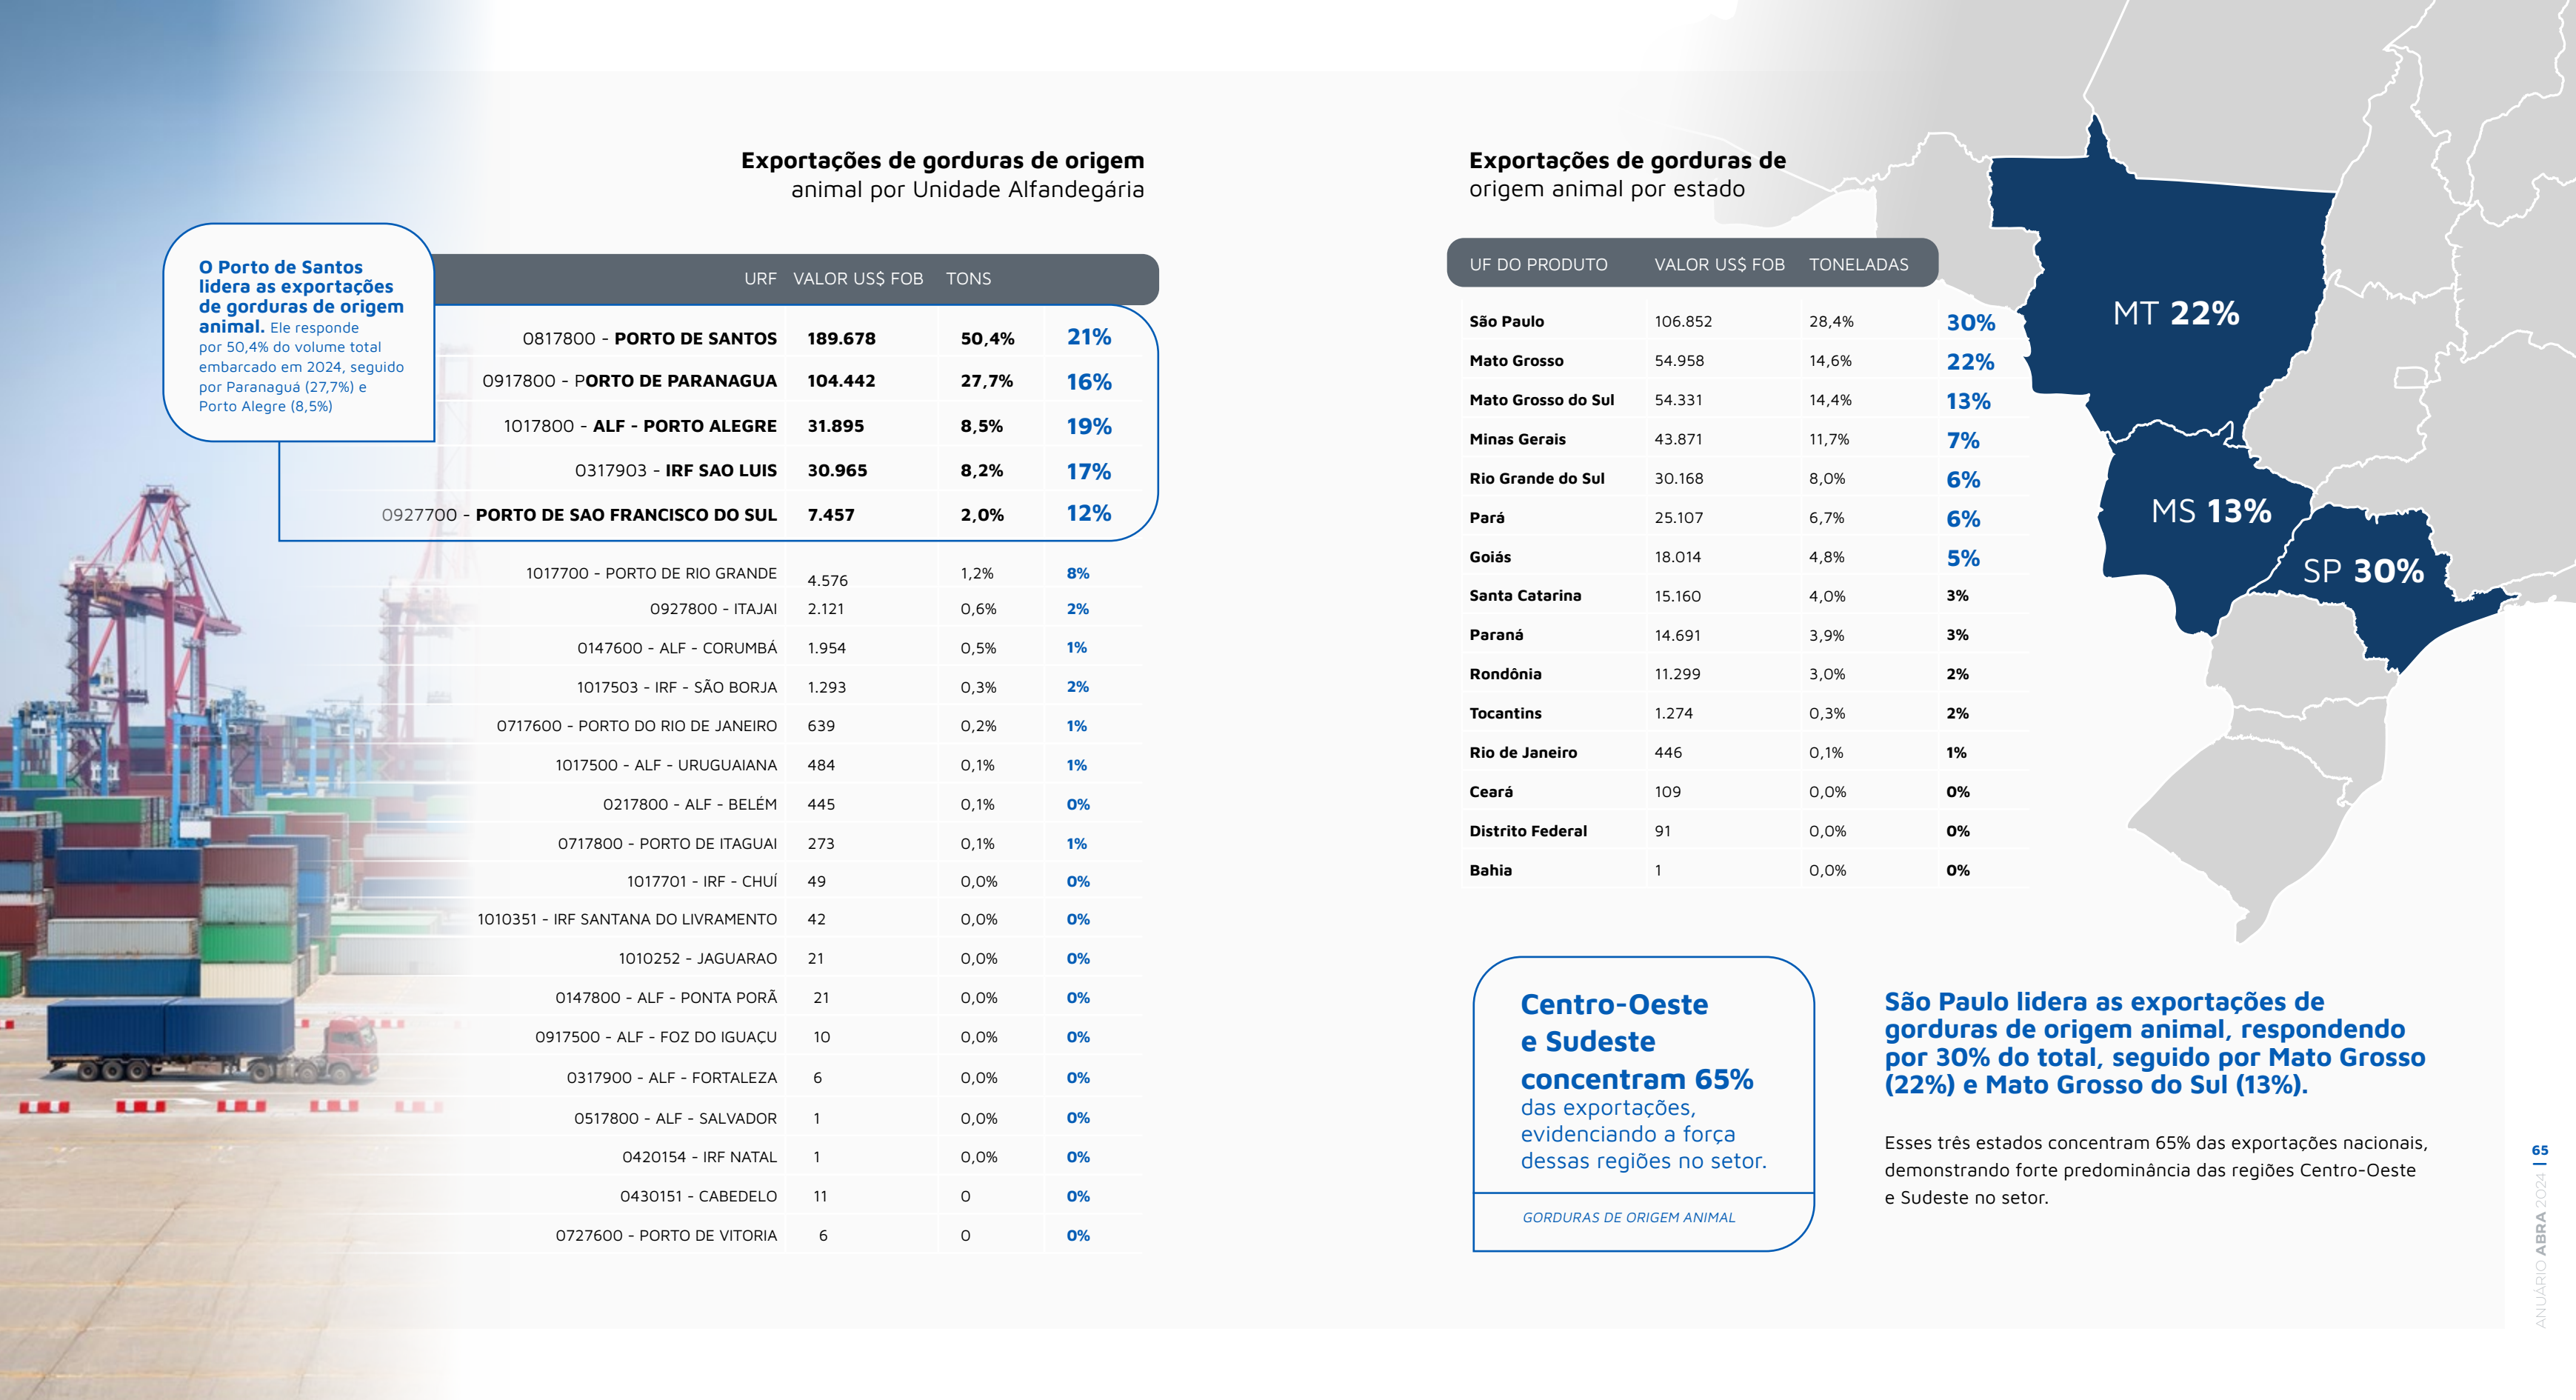 Exportações de gorduras de origem
animal por Unidade Alfandegária
O Porto de Santos
lidera as exportações
de gorduras de origem
animal. Ele responde
por 50,4% do volume total
embarcado em 2024, seguido
por Paranaguá (27,7%) e
Porto Alegre (8,5%)
URF VALOR US$ FOB TONS
0817800 - PORTO DE SANTOS 189.678 50,4% 21%
0917800 - PORTO DE PARANAGUA 104.442 27,7% 16%
1017800 - ALF - PORTO ALEGRE 31.895 8,5% 19%
0317903 - IRF SAO LUIS 30.965 8,2% 17%
0927700 - PORTO DE SAO FRANCISCO DO SUL 7.457 2,0% 12%
1017700 - PORTO DE RIO GRANDE 4.576 1,2% 8%
0927800 - ITAJAI 2.121 0,6% 2%
0147600 - ALF - CORUMBÁ 1.954 0,5% 1%
1017503 - IRF - SÃO BORJA 1.293 0,3% 2%
0717600 - PORTO DO RIO DE JANEIRO 639 0,2% 1%
1017500 - ALF - URUGUAIANA 484 0,1% 1%
0217800 - ALF - BELÉM 445 0,1% 0%
0717800 - PORTO DE ITAGUAI 273 0,1% 1%
1017701 - IRF - CHUÍ 49 0,0% 0%
1010351 - IRF SANTANA DO LIVRAMENTO 42 0,0% 0%
1010252 - JAGUARAO 21 0,0% 0%
0147800 - ALF - PONTA PORÃ 21 0,0% 0%
0917500 - ALF - FOZ DO IGUAÇU 10 0,0% 0%
0317900 - ALF - FORTALEZA 6 0,0% 0%
0517800 - ALF - SALVADOR 1 0,0% 0%
0420154 - IRF NATAL 1 0,0% 0%
0430151 - CABEDELO 11 0 0%
0727600 - PORTO DE VITORIA 6 0 0%
Exportações de gorduras de
origem animal por estado
UF DO PRODUTO VALOR US$ FOB TONELADAS
São Paulo 106.852 28,4% 30%
Mato Grosso 54.958 14,6% 22%
Mato Grosso do Sul 54.331 14,4% 13%
Minas Gerais 43.871 11,7% 7%
Rio Grande do Sul 30.168 8,0% 6%
Pará 25.107 6,7% 6%
Goiás 18.014 4,8% 5%
Santa Catarina 15.160 4,0% 3%
Paraná 14.691 3,9% 3%
Rondônia 11.299 3,0% 2%
Tocantins 1.274 0,3% 2%
Rio de Janeiro 446 0,1% 1%
Ceará 109 0,0% 0%
Distrito Federal 91 0,0% 0%
Bahia 1 0,0% 0%
MT 22%
MS 13%
SP 30%
Centro-Oeste
e Sudeste
concentram 65%
das exportações,
evidenciando a força
dessas regiões no setor.
GORDURAS DE ORIGEM ANIMAL
São Paulo lidera as exportações de
gorduras de origem animal, respondendo
por 30% do total, seguido por Mato Grosso
(22%) e Mato Grosso do Sul (13%).
Esses três estados concentram 65% das exportações nacionais,
demonstrando forte predominância das regiões Centro-Oeste
e Sudeste no setor.
65
ANUÁRIO ABRA 2024